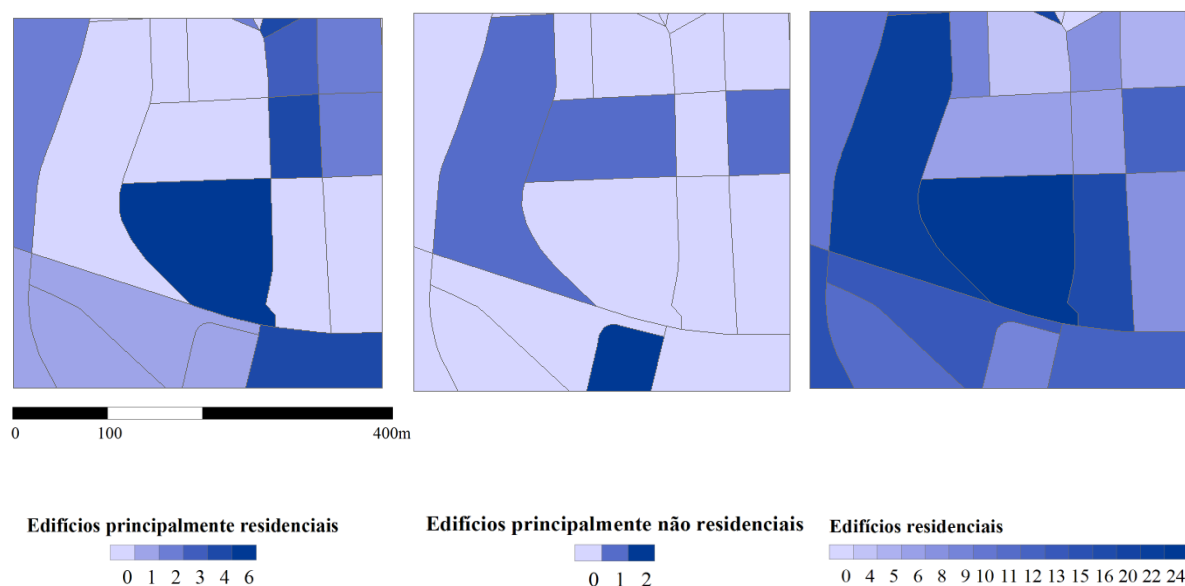 0 100 400m
Edifícios principalmente residenciais
0 1 2 3 4 6
Edifícios principalmente não residenciais
0 1 2
Edifícios residenciais
0 4 5 6 8 9 10 11 12 13 15 16 20 22 24